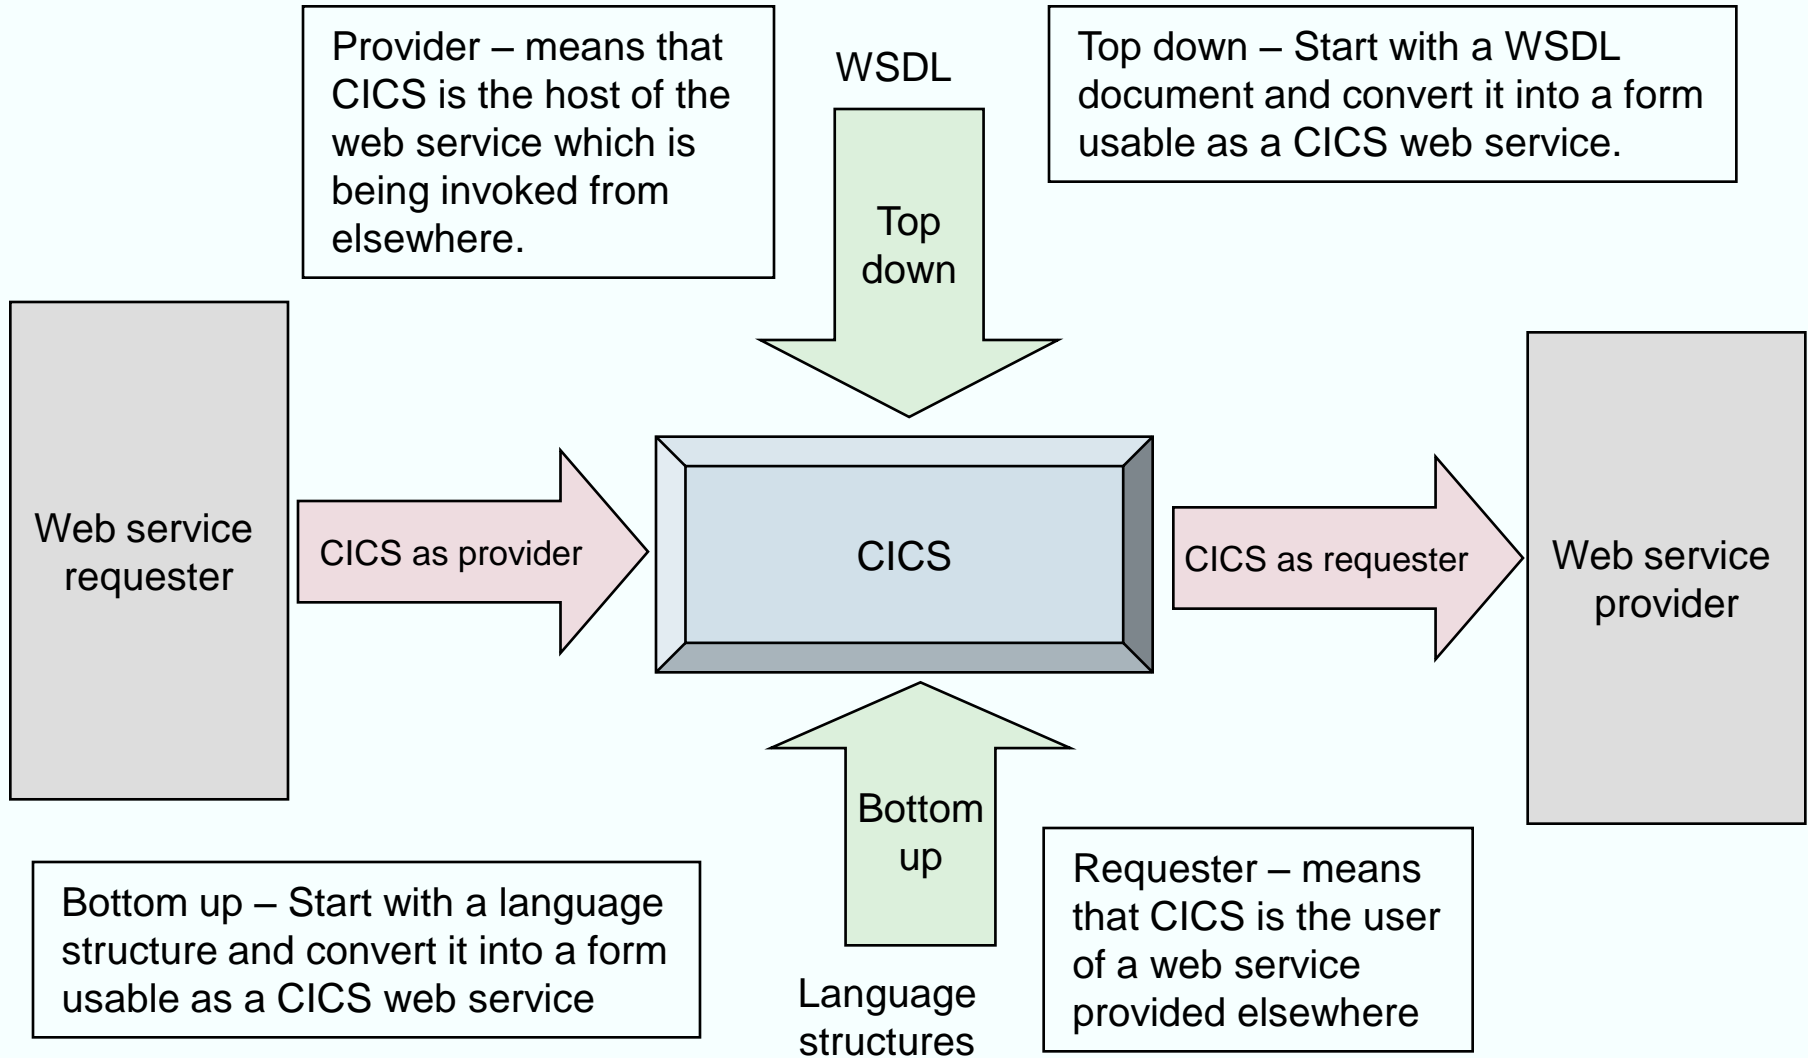 Provider – means that
CICS is the host of the
web service which is
being invoked from
elsewhere.
WSDL
Top down – Start with a WSDL
document and convert it into a form
usable as a CICS web service.
Top
down
Web service
requester
CICS as provider
CICS
CICS as requester
Web service
provider
Bottom
up
Bottom up – Start with a language
structure and convert it into a form
usable as a CICS web service
Language
structures
Requester – means
that CICS is the user
of a web service
provided elsewhere